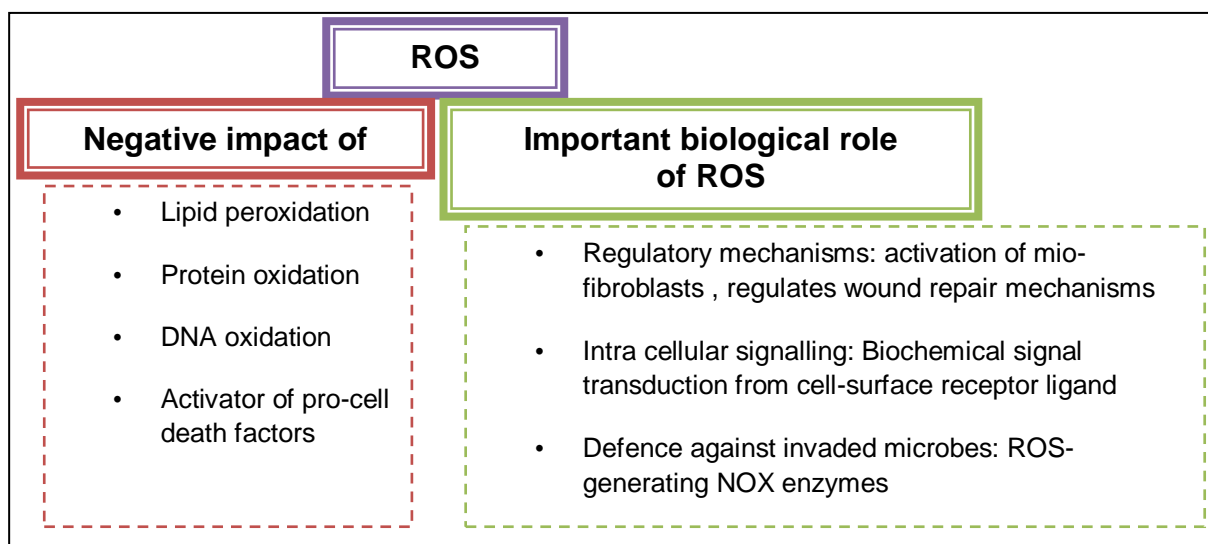 ROS
Negative impact of
• Lipid peroxidation
• Protein oxidation
• DNA oxidation
• Activator of pro-cell
death factors
Important biological role
of ROS
• Regulatory mechanisms: activation of mio-
fibroblasts , regulates wound repair mechanisms
• Intra cellular signalling: Biochemical signal
transduction from cell-surface receptor ligand
• Defence against invaded microbes: ROS-
generating NOX enzymes